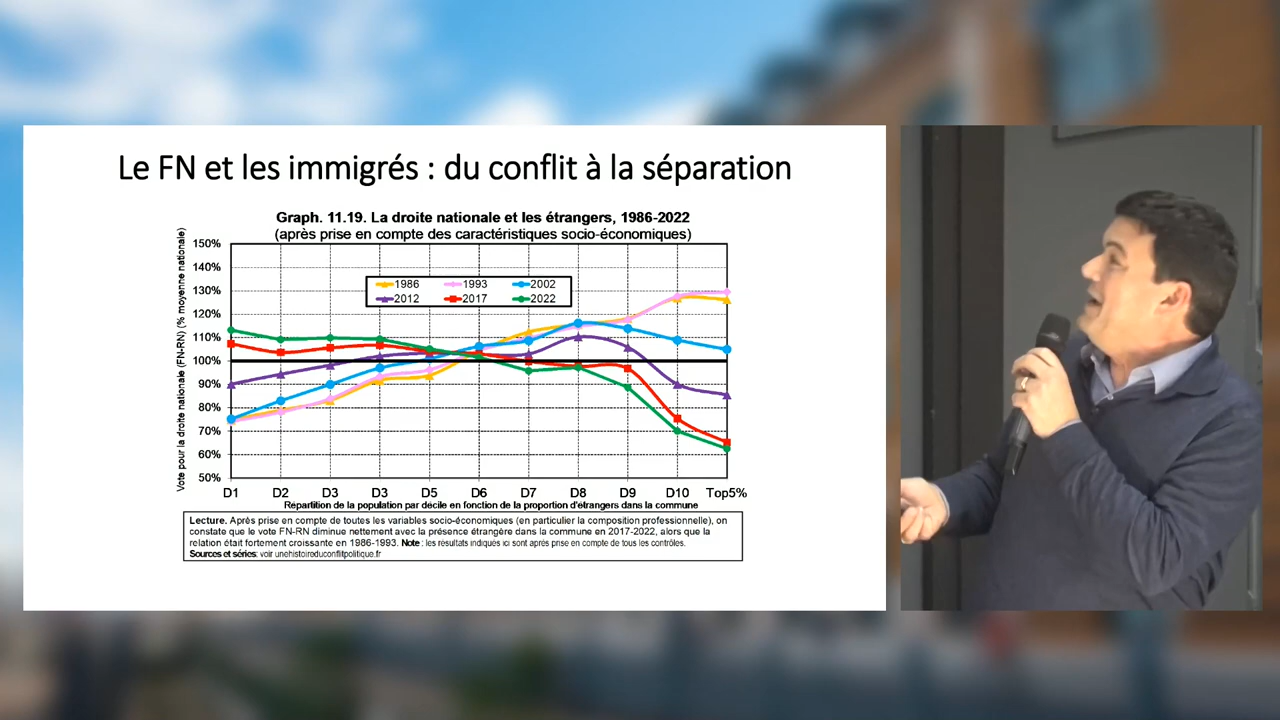 Le FN et les immigrés : du conflit à la séparation
Graph. 11.19. La droite nationale et les étrangers, 1986-2022
(après prise en compte des caractéristiques socio-économiques)
Vote pour la droite nationale (FN-RN) (% moyenne nationale)
150%
140%
130%
120%
110%
100%
90%
80%
70%
60%
50%
1986 1993 2002
2012 2017 2022
D1 D2 D3 D3 D5 D6 D7 D8 D9 D10 Top5%
Répartition de la population par décile en fonction de la proportion d'étrangers dans la commune
Lecture. Après prise en compte de toutes les variables socio-économiques (en particulier la composition professionnelle), on
constate que le vote FN-RN diminue nettement avec la présence étrangère dans la commune en 2017-2022, alors que la
relation était fortement croissante en 1986-1993. Note : les résultats indiqués ici sont après prise en compte de tous les contrôles.
Sources et séries: voir unehistoireduconflitpolitique.fr